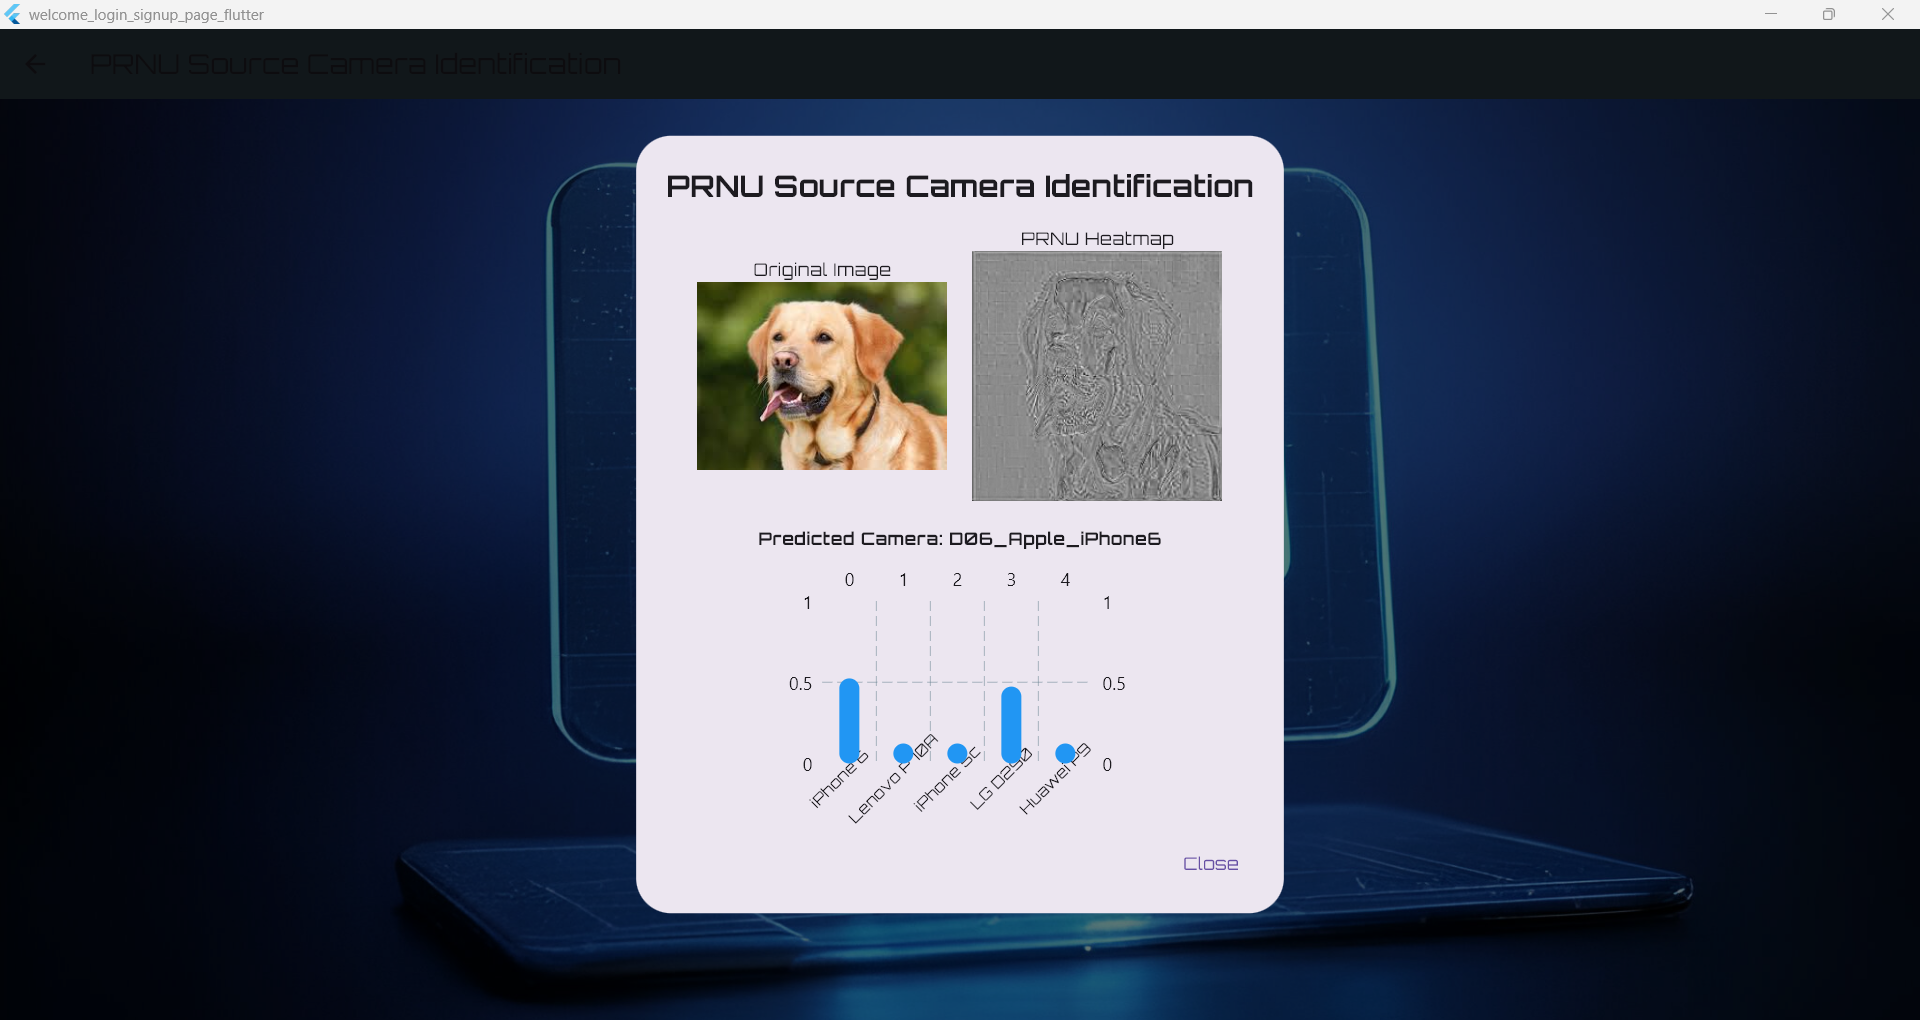 welcome_login_signup_page_flutter
PRNU Source Camera Identification
PRNU Source Camera Identification
Original Image
PRNU Heatmap
Predicted Camera: D06_Apple_iPhone6
0 1 2 3 4
1 1
0.5 0.5
0 0
iPhone 6
Lenovo P70A
iPhone 5c
LG D290
Huawei P9
Close